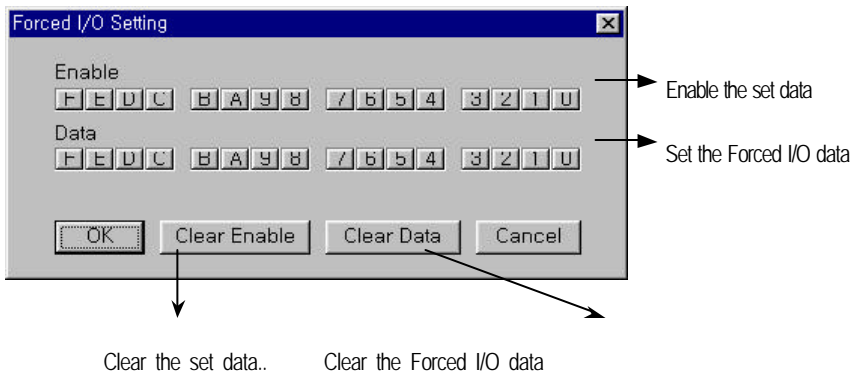 Forced I/O Setting
Enable
F E D C B A 9 8 7 6 5 4 3 2 1 0
Enable the set data
Data
F E D C B A 9 8 7 6 5 4 3 2 1 0
Set the Forced I/O data
OK Clear Enable Clear Data Cancel
Clear the set data.. Clear the Forced I/O data